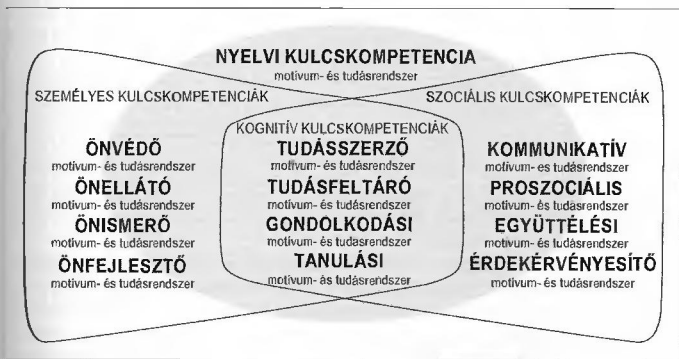 NYELVI KULCSKOMPETENCIA
motívum- és tudásrendszer
SZEMÉLYES KULCSKOMPETENCIÁK
SZOCIÁLIS KULCSKOMPETENCIÁK
KOGNITÍV KULCSKOMPETENCIÁK
ÖNVÉDŐ
motívum- és tudásrendszer
ÖNELLÁTÓ
motívum- és tudásrendszer
ÖNISMERŐ
motívum- és tudásrendszer
ÖNFEJLESZTŐ
motívum- és tudásrendszer
TUDÁSSZERZŐ
motívum- és tudásrendszer
TUDÁSFELTÁRÓ
motívum- és tudásrendszer
GONDOLKODÁSI
motívum- és tudásrendszer
TANULÁSI
motívum- ás tudásrendszer
KOMMUNIKATÍV
motívum- es tudásrendszer
PROSZOCIÁLIS
motívum- és tudásrendszer
EGYÜTTÉLÉSI
motívum- és tudásrendszer
ÉRDEKÉRVÉNYESÍTŐ
motívum- és tudásrendszer